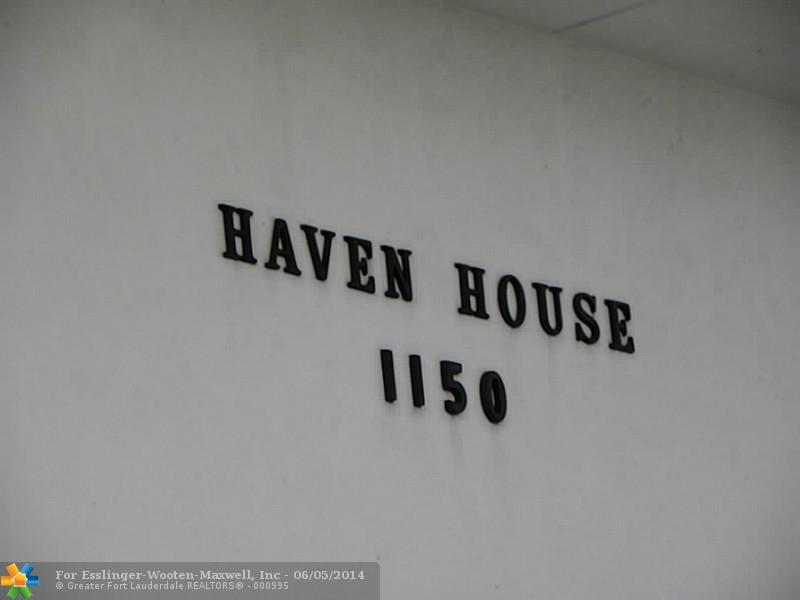 HAVEN HOUSE
1150
For Esslinger-Wooten-Maxwell, Inc - 06/05/2014
© Greater Fort Lauderdale REALTORS® - 000995